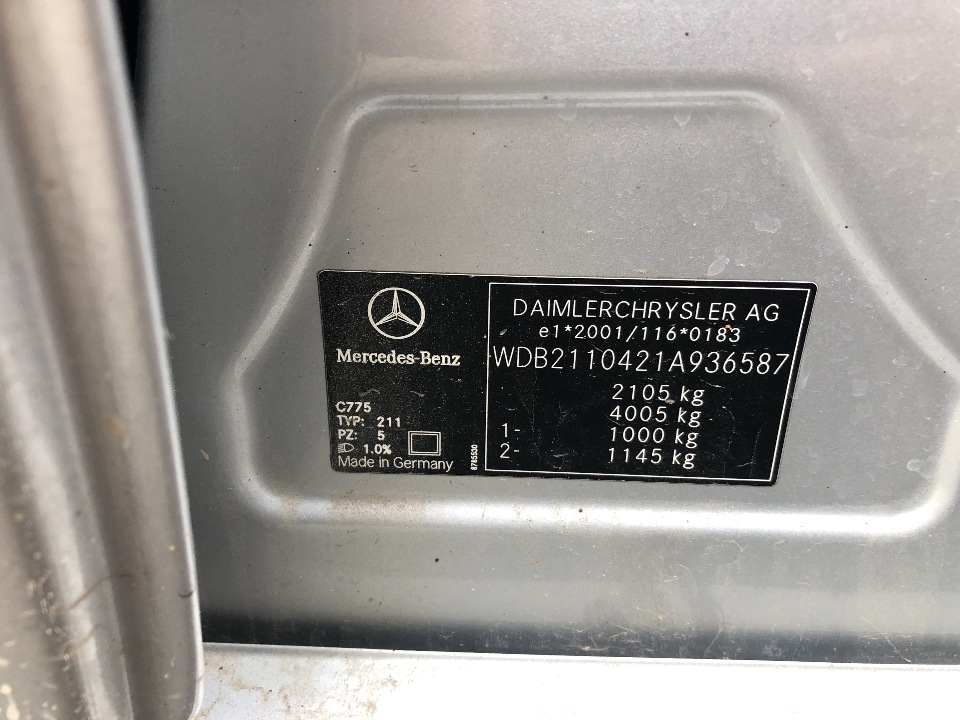 Mercedes-Benz
C775
TYP: 211
PZ: 5
1.0%
Made in Germany
8785530
DAIMLERCHRYSLER AG
e1*2001/116*0183
WDB2110421A936587
2105 kg
4005 kg
1- 1000 kg
2- 1145 kg